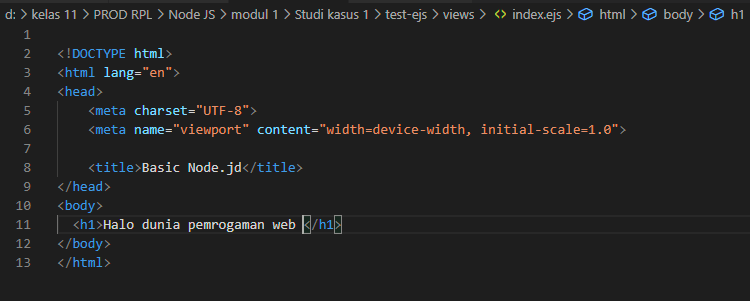 d: > kelas 11 > PROD RPL > Node JS > modul 1 > Studi kasus 1 > test-ejs > views > <> index.ejs > html > body > h1
1
2 <!DOCTYPE html>
3 <html lang="en">
4 <head>
5 <meta charset="UTF-8">
6 <meta name="viewport" content="width=device-width, initial-scale=1.0">
7
8 <title>Basic Node.jd</title>
9 </head>
10 <body>
11 <h1>Halo dunia pemrogaman web </h1>
12 </body>
13 </html>